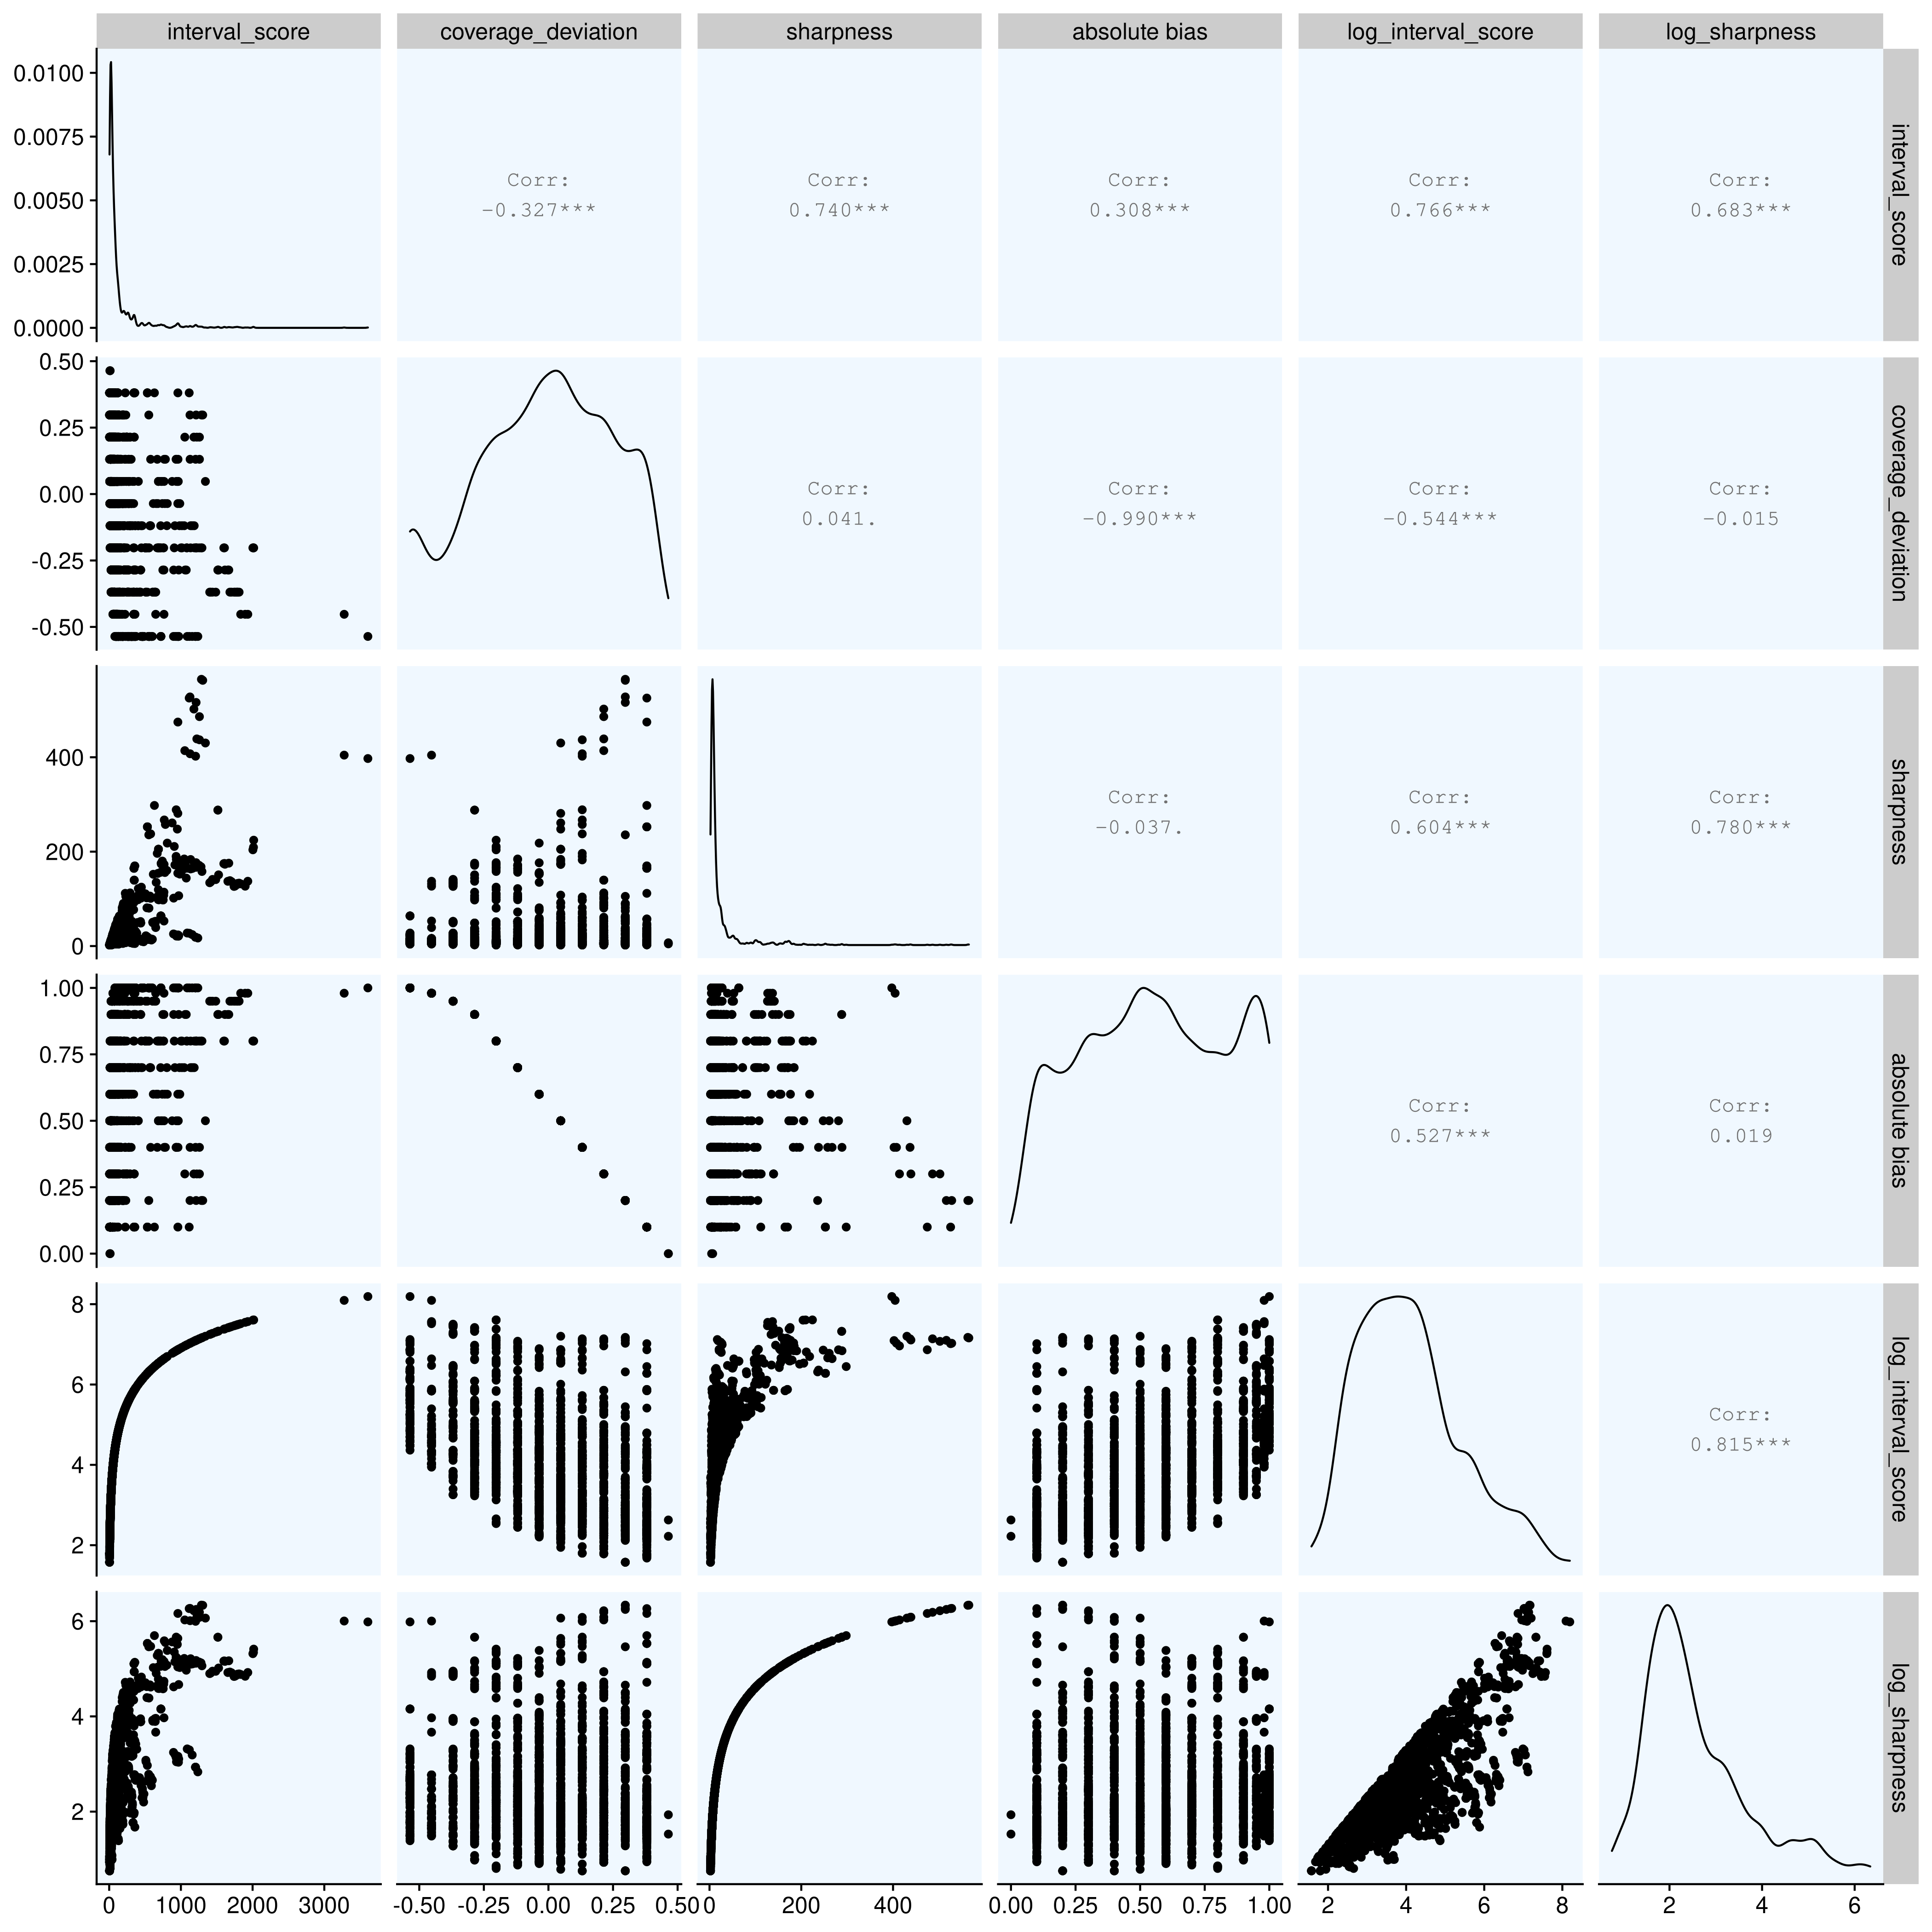 interval_score coverage_deviation sharpness absolute bias log_interval_score log_sharpness
0.0100
0.0075
0.0050
0.0025
0.0000
Corr:
-0.327***
Corr:
0.740***
Corr:
0.308***
Corr:
0.766***
Corr:
0.683***
interval_score
0.50
0.25
0.00
-0.25
-0.50
Corr:
0.041.
Corr:
-0.990***
Corr:
-0.544***
Corr:
-0.015
coverage_deviation
400
200
0
Corr:
-0.037.
Corr:
0.604***
Corr:
0.780***
sharpness
1.00
0.75
0.50
0.25
0.00
Corr:
0.527***
Corr:
0.019
absolute bias
8
6
4
2
Corr:
0.815***
log_interval_score
6
4
2
log_sharpness
0 1000 2000 3000
-0.50 -0.25 0.00 0.25 0.50
0 200 400
0.00 0.25 0.50 0.75 1.00
2 4 6 8
2 4 6